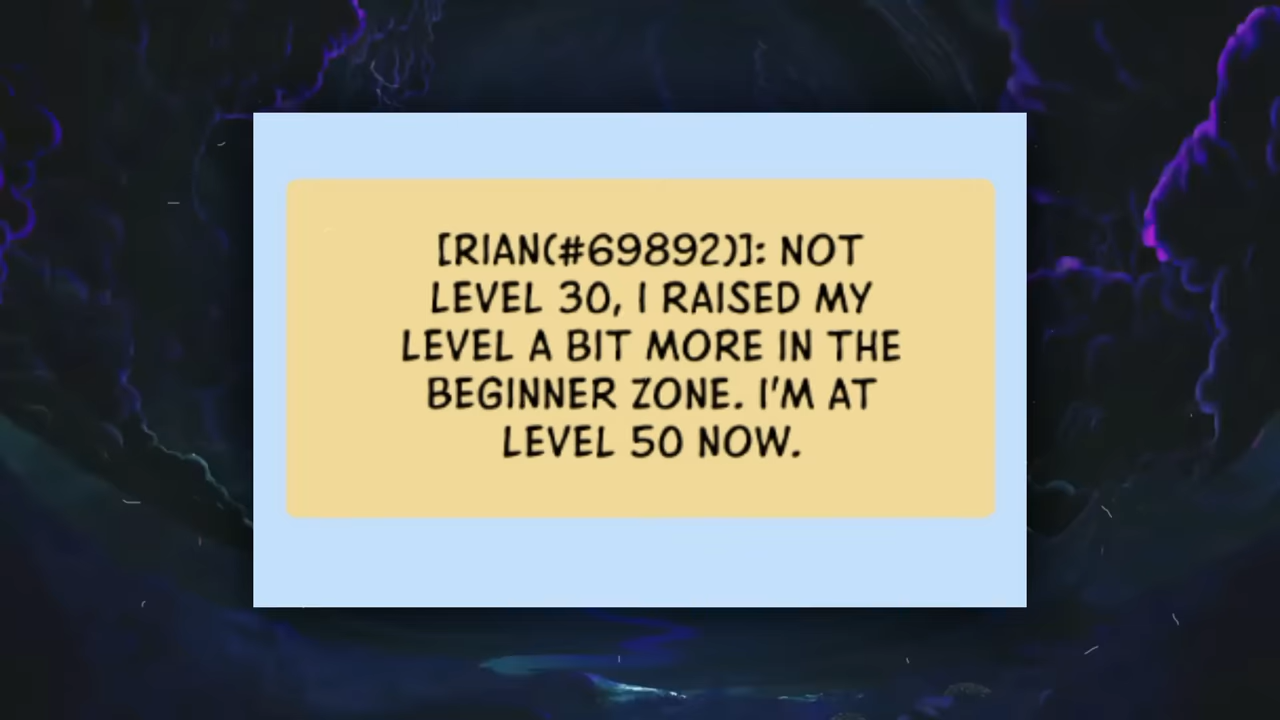 [RIAN(#69892)]: NOT
LEVEL 30, I RAISED MY
LEVEL A BIT MORE IN THE
BEGINNER ZONE. I'M AT
LEVEL 50 NOW.